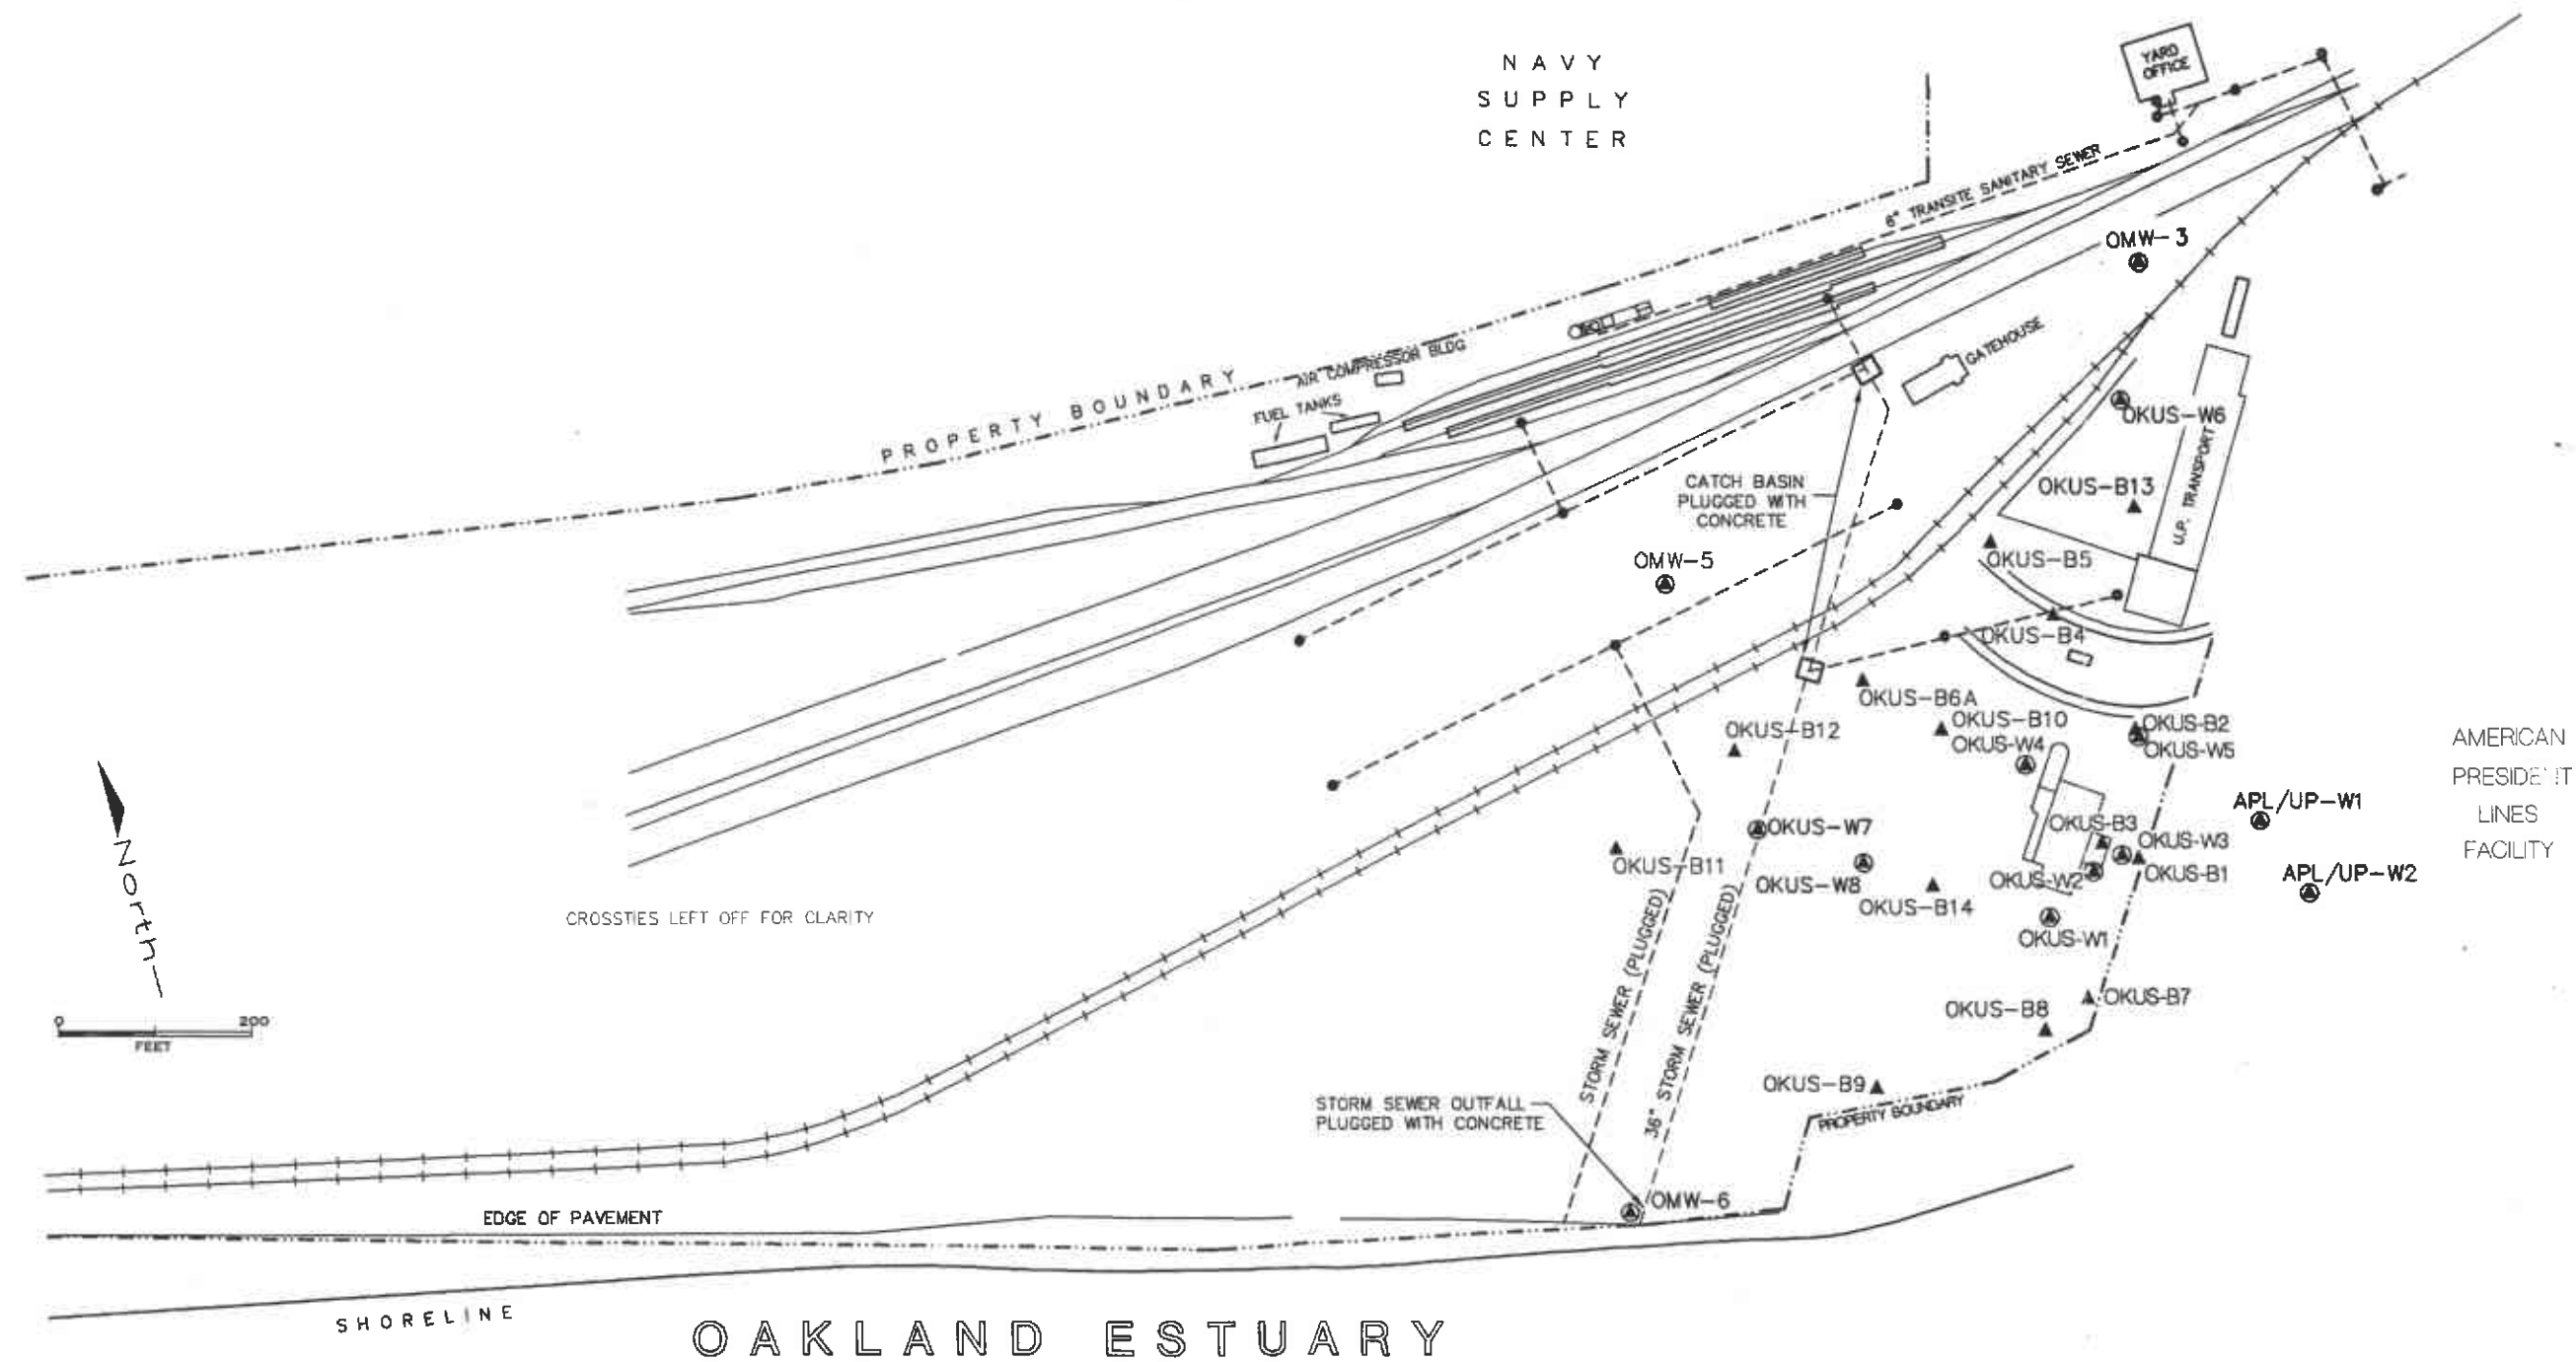 N A V Y
S U P P L Y
C E N T E R
YARD
OFFICE
6" TRANSITE SANITARY SEWER
OMW-3
GATEHOUSE
AIR COMPRESSOR BLDG
PROPERTY BOUNDARY
FUEL TANKS
OKUS-W6
U.P. TRANSPORT
CATCH BASIN
PLUGGED WITH
CONCRETE
OKUS-B13
OMW-5
OKUS-B5
OKUS-B4
OKUS-B6A
OKUS-B10
OKUS-B12
OKUS-W4
OKUS-B2
OKUS-W5
AMERICAN
PRESIDENT
LINES
FACILITY
APL/UP-W1
OKUS-W7
OKUS-B3
OKUS-W3
OKUS-B11
OKUS-W8
OKUS-W2
OKUS-B1
APL/UP-W2
OKUS-B14
OKUS-W1
North
CROSSTIES LEFT OFF FOR CLARITY
STORM SEWER (PLUGGED)
36" STORM SEWER (PLUGGED)
OKUS-B7
OKUS-B8
0 200
FEET
OKUS-B9
STORM SEWER OUTFALL
PLUGGED WITH CONCRETE
PROPERTY BOUNDARY
OMW-6
EDGE OF PAVEMENT
SHORELINE
OAKLAND ESTUARY